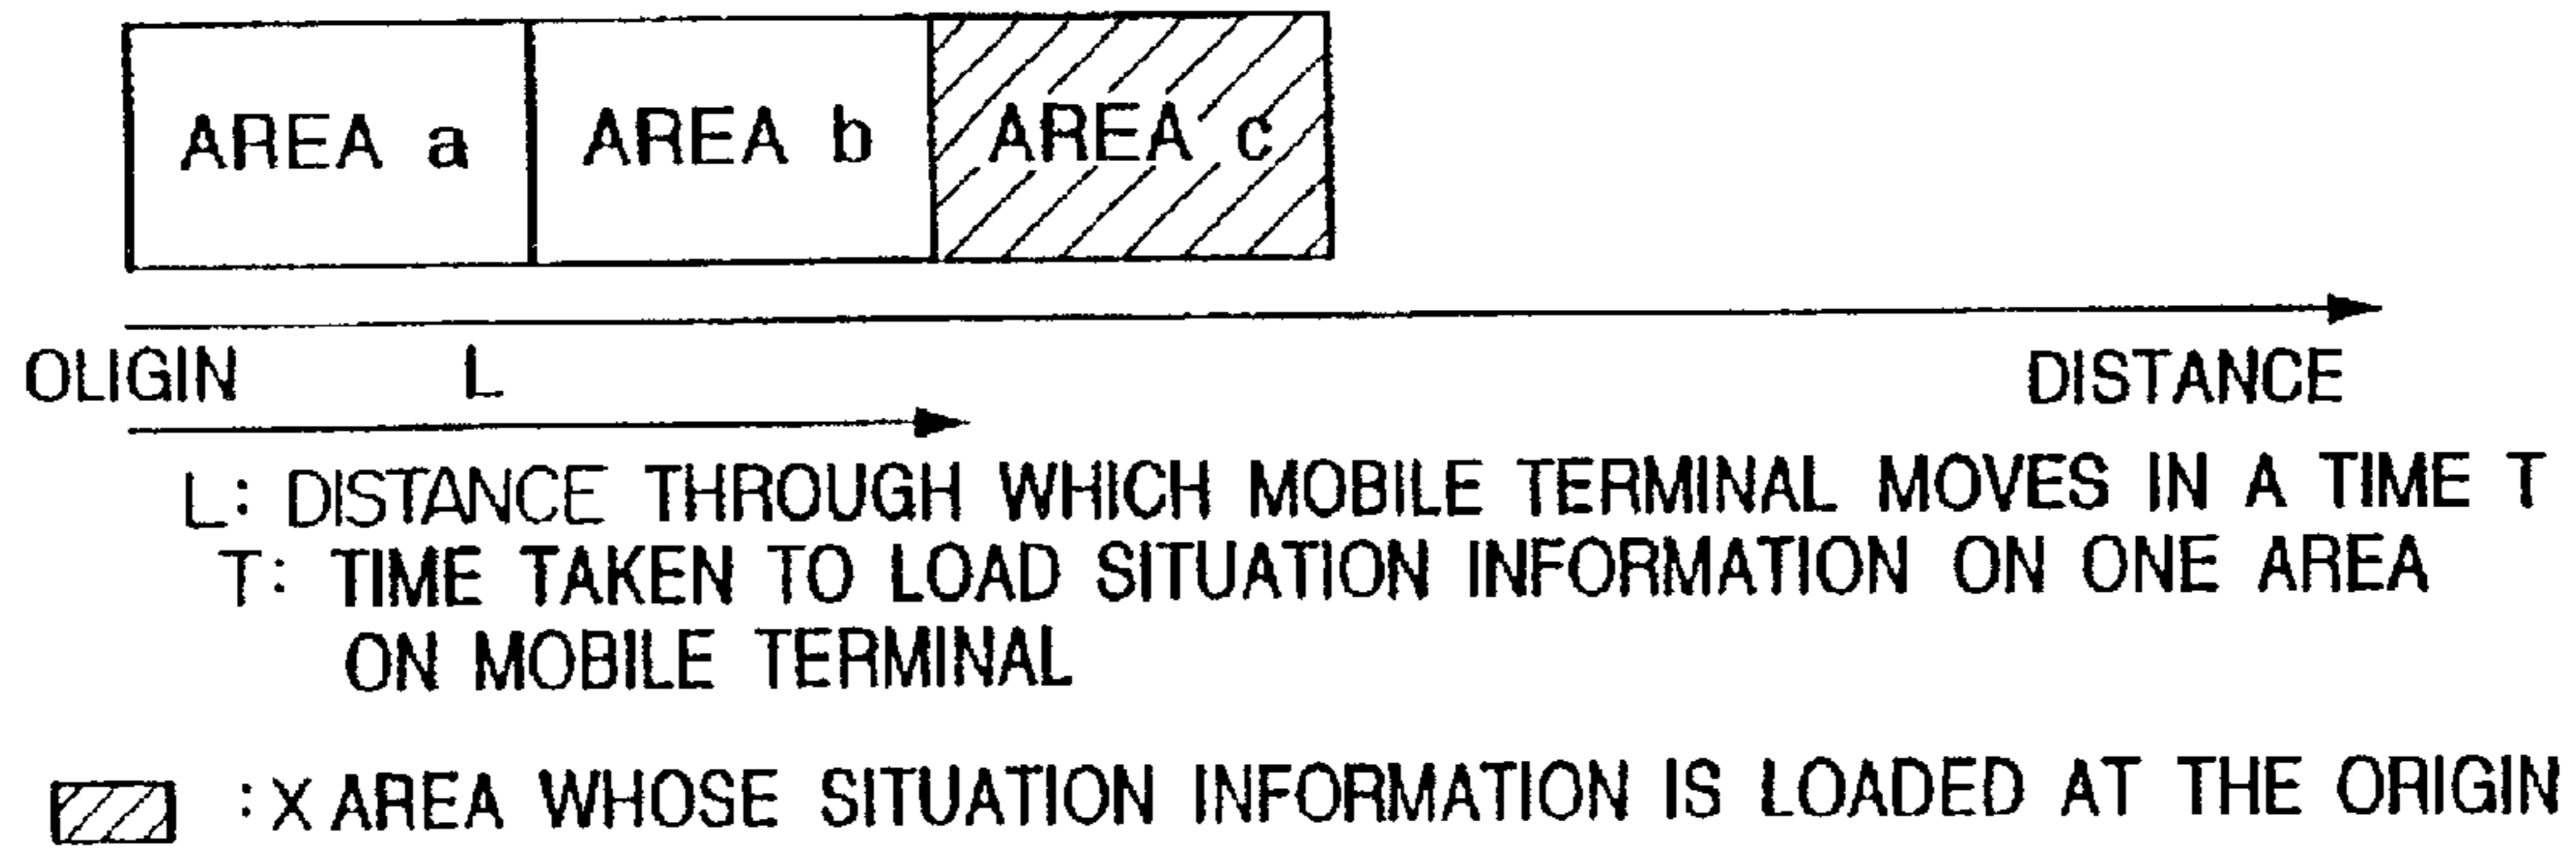 AREA a AREA b AREA c
OLIGIN L DISTANCE
L: DISTANCE THROUGH WHICH MOBILE TERMINAL MOVES IN A TIME T
T: TIME TAKEN TO LOAD SITUATION INFORMATION ON ONE AREA
ON MOBILE TERMINAL
: X AREA WHOSE SITUATION INFORMATION IS LOADED AT THE ORIGIN